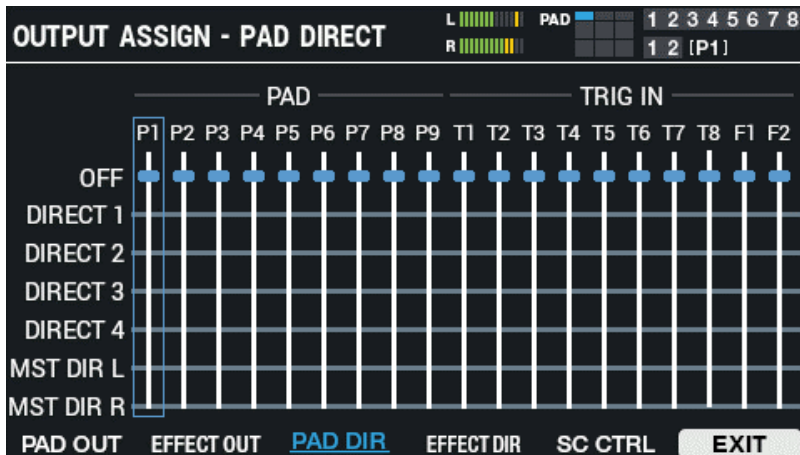 OUTPUT ASSIGN - PAD DIRECT
L PAD 1 2 3 4 5 6 7 8
R 1 2 [P1]
PAD TRIG IN
P1 P2 P3 P4 P5 P6 P7 P8 P9 T1 T2 T3 T4 T5 T6 T7 T8 F1 F2
OFF
DIRECT 1
DIRECT 2
DIRECT 3
DIRECT 4
MST DIR L
MST DIR R
PAD OUT EFFECT OUT PAD DIR EFFECT DIR SC CTRL EXIT